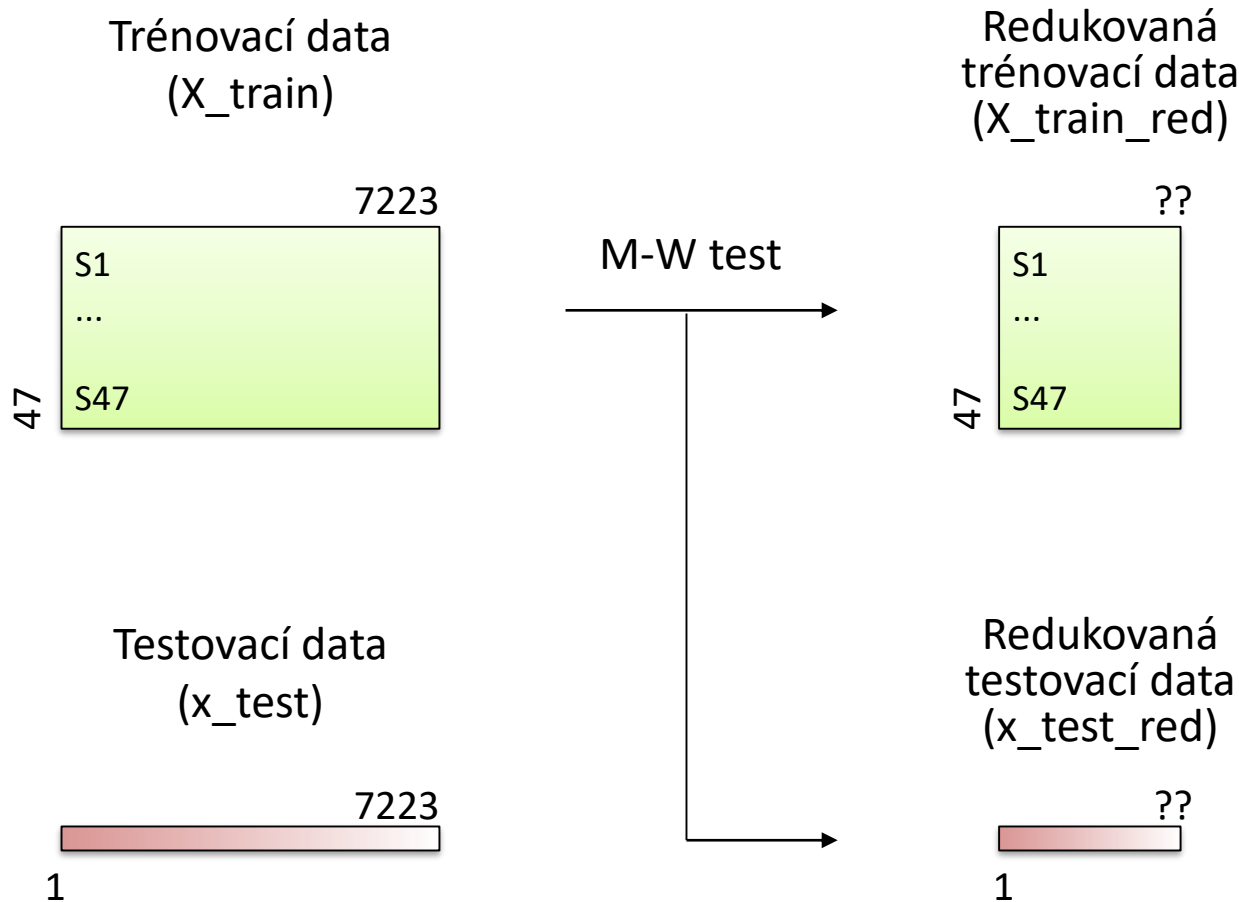 Trénovací data
(X_train)
7223
S1
...
S47
47
M-W test
Redukovaná
trénovací data
(X_train_red)
??
S1
...
S47
47
Testovací data
(x_test)
7223
1
Redukovaná
testovací data
(x_test_red)
??
1